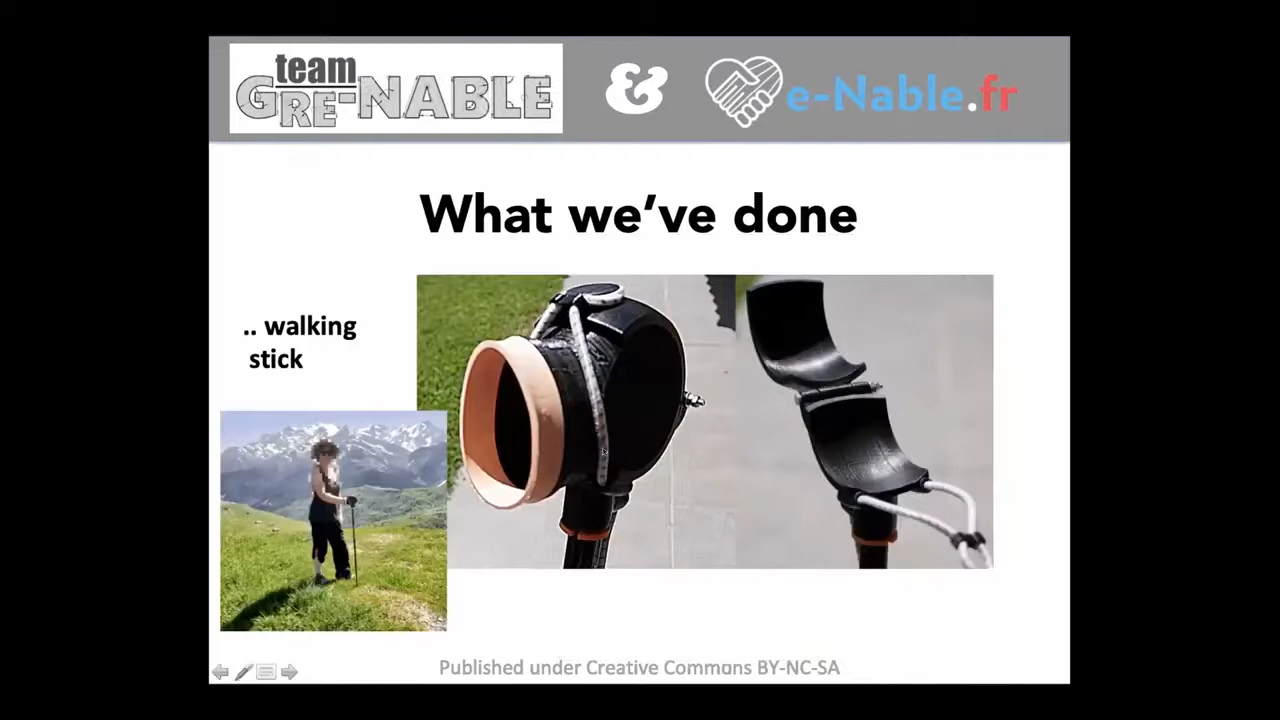 team
GRE-NABLE
&
e-Nable.fr
What we’ve done
.. walking
stick
Published under Creative Commons BY-NC-SA